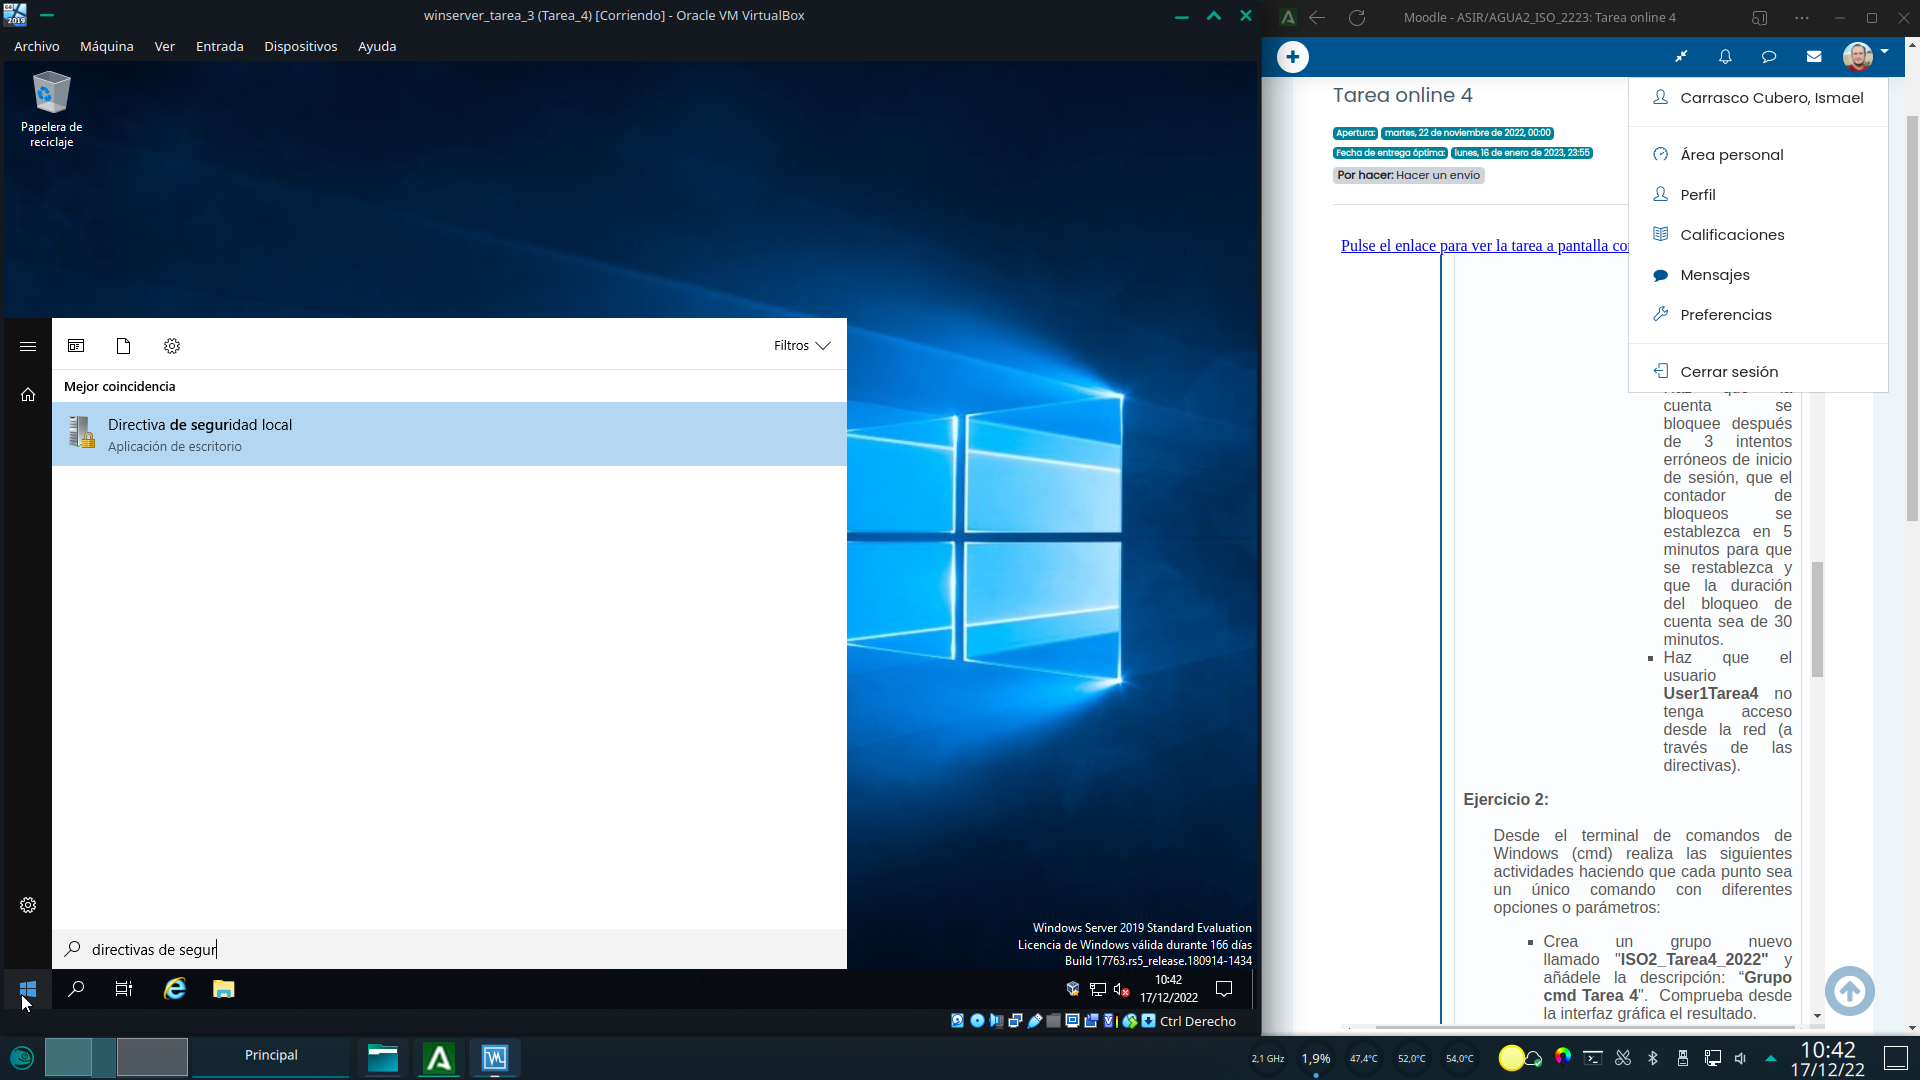 winserver_tarea_3 (Tarea_4) [Corriendo] - Oracle VM VirtualBox
Archivo Máquina Ver Entrada Dispositivos Ayuda
Papelera de
reciclaje
Filtros
Mejor coincidencia
Directiva de seguridad local
Aplicación de escritorio
directivas de segur
Windows Server 2019 Standard Evaluation
Licencia de Windows válida durante 166 días
Build 17763.rs5_release.180914-1434
10:42
17/12/2022
Ctrl Derecho
Moodle - ASIR/AGUA2_ISO_2223: Tarea online 4
Tarea online 4
Apertura: martes, 22 de noviembre de 2022, 00:00
Fecha de entrega óptima: lunes, 16 de enero de 2023, 23:55
Por hacer: Hacer un envío
Pulse el enlace para ver la tarea a pantalla co
Carrasco Cubero, Ismael
Área personal
Perfil
Calificaciones
Mensajes
Preferencias
Cerrar sesión
cuenta se
bloquee después
de 3 intentos
erróneos de inicio
de sesión, que el
contador de
bloqueos se
establezca en 5
minutos para que
se restablezca y
que la duración
del bloqueo de
cuenta sea de 30
minutos.
Haz que el
usuario
User1Tarea4 no
tenga acceso
desde la red (a
través de las
directivas).
Ejercicio 2:
Desde el terminal de comandos de
Windows (cmd) realiza las siguientes
actividades haciendo que cada punto sea
un único comando con diferentes
opciones o parámetros:
Crea un grupo nuevo
llamado "ISO2_Tarea4_2022" y
añádele la descripción: “Grupo
cmd Tarea 4". Comprueba desde
la interfaz gráfica el resultado.
Principal
2,1 GHz 1,9% 47,4°C 52,0°C 54,0°C
10:42
17/12/22